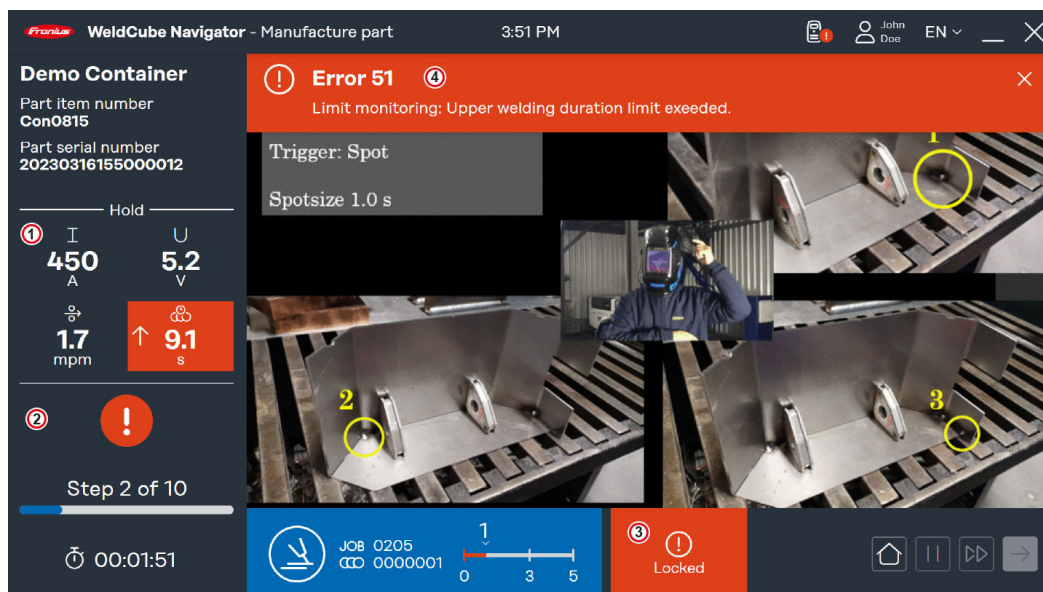 Fronius WeldCube Navigator - Manufacture part 3:51 PM John Doe EN
Demo Container
Part item number
Con0815
Part serial number
20230316155000012
Hold
1
I U
450 5.2
A V
1.7 9.1
mpm s
2
!
Step 2 of 10
00:01:51
! Error 51 4
Limit monitoring: Upper welding duration limit exeeded.
Trigger: Spot
Spotsize 1.0 s
1
2
3
JOB 0205
0000001
1
0 3 5
3
!
Locked